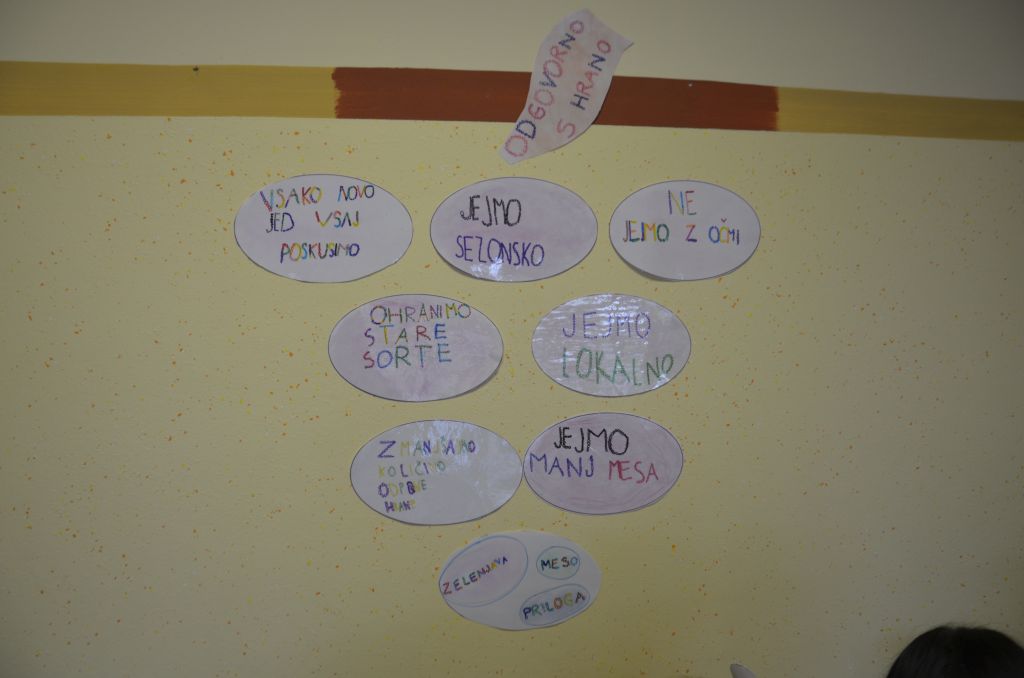 ODGOVORNO
S HRANO
VSAKO NOVO
JED VSAJ
POSKUSIMO
JEJMO
SEZONSKO
NE
JEJMO Z OČMI
OHRANIMO
STARE
SORTE
JEJMO
LOKALNO
ZMANJŠAJMO
KOLIČINO
ODPADNE
HRANE
JEJMO
MANJ MESA
ZELENJAVA
MESO
PRILOGA